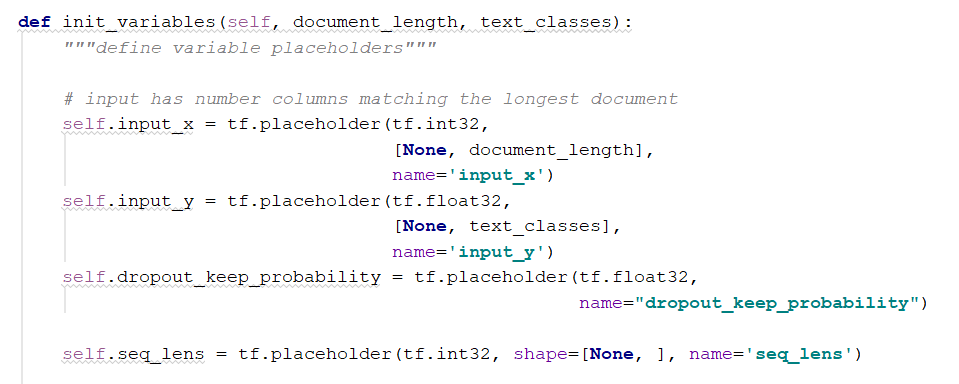 def init_variables(self, document_length, text_classes):
    """define variable placeholders"""

    # input has number columns matching the longest document
    self.input_x = tf.placeholder(tf.int32,
                                  [None, document_length],
                                  name='input_x')
    self.input_y = tf.placeholder(tf.float32,
                                  [None, text_classes],
                                  name='input_y')
    self.dropout_keep_probability = tf.placeholder(tf.float32,
                                                   name="dropout_keep_probability")

    self.seq_lens = tf.placeholder(tf.int32, shape=[None, ], name='seq_lens')